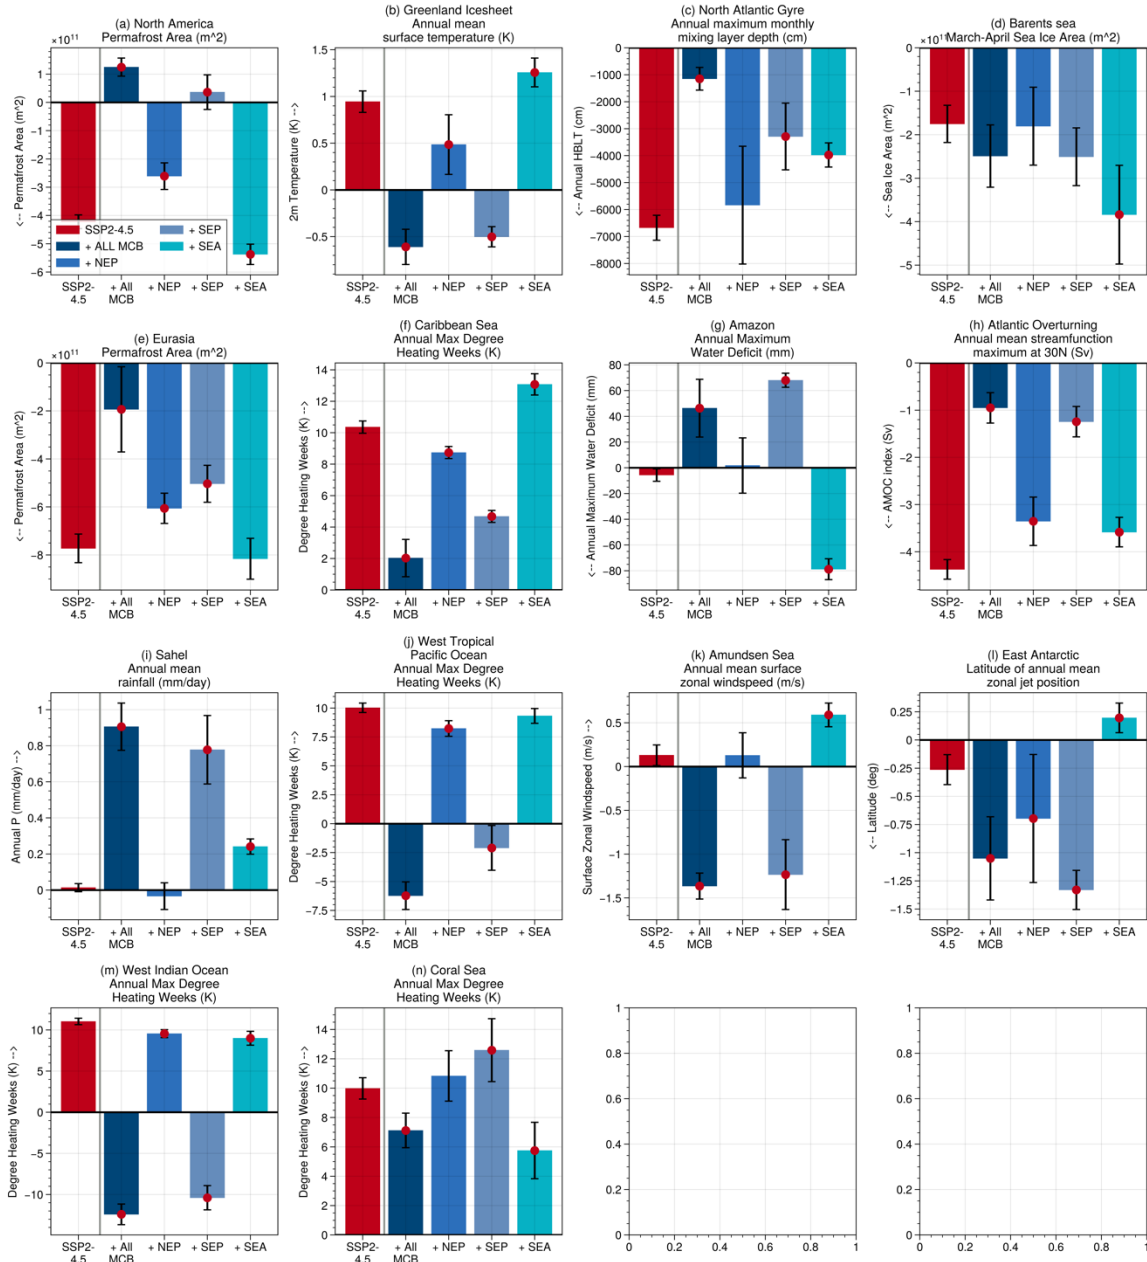 (a) North America
Permafrost Area (m^2)
×10¹¹
1
0
−1
−2
−3
−4
−5
−6
<-- Permafrost Area (m^2)
SSP2-4.5
+ ALL MCB
+ NEP
+ SEP
+ SEA
SSP2-
4.5
+ All
MCB
+ NEP
+ SEP
+ SEA
(b) Greenland Icesheet
Annual mean
surface temperature (K)
1.5
1
0.5
0
−0.5
2m Temperature (K) -->
SSP2-
4.5
+ All
MCB
+ NEP
+ SEP
+ SEA
(c) North Atlantic Gyre
Annual maximum monthly
mixing layer depth (cm)
0
−1000
−2000
−3000
−4000
−5000
−6000
−7000
−8000
<-- Annual HBLT (cm)
SSP2-
4.5
+ All
MCB
+ NEP
+ SEP
+ SEA
(d) Barents sea
March-April Sea Ice Area (m^2)
×10¹¹
0
−1
−2
−3
−4
−5
<-- Sea Ice Area (m^2)
SSP2-
4.5
+ All
MCB
+ NEP
+ SEP
+ SEA
(e) Eurasia
Permafrost Area (m^2)
×10¹¹
0
−2
−4
−6
−8
<-- Permafrost Area (m^2)
SSP2-
4.5
+ All
MCB
+ NEP
+ SEP
+ SEA
(f) Caribbean Sea
Annual Max Degree
Heating Weeks (K)
14
12
10
8
6
4
2
0
Degree Heating Weeks (K) -->
SSP2-
4.5
+ All
MCB
+ NEP
+ SEP
+ SEA
(g) Amazon
Annual Maximum
Water Deficit (mm)
80
60
40
20
0
−20
−40
−60
−80
<-- Annual Maximum Water Deficit (mm)
SSP2-
4.5
+ All
MCB
+ NEP
+ SEP
+ SEA
(h) Atlantic Overturning
Annual mean streamfunction
maximum at 30N (Sv)
0
−1
−2
−3
−4
<-- AMOC index (Sv)
SSP2-
4.5
+ All
MCB
+ NEP
+ SEP
+ SEA
(i) Sahel
Annual mean
rainfall (mm/day)
1
0.8
0.6
0.4
0.2
0
Annual P (mm/day) -->
SSP2-
4.5
+ All
MCB
+ NEP
+ SEP
+ SEA
(j) West Tropical
Pacific Ocean
Annual Max Degree
Heating Weeks (K)
10
7.5
5
2.5
0
−2.5
−5
−7.5
Degree Heating Weeks (K) -->
SSP2-
4.5
+ All
MCB
+ NEP
+ SEP
+ SEA
(k) Amundsen Sea
Annual mean surface
zonal windspeed (m/s)
0.5
0
−0.5
−1
−1.5
Surface Zonal Windspeed (m/s) -->
SSP2-
4.5
+ All
MCB
+ NEP
+ SEP
+ SEA
(l) East Antarctic
Latitude of annual mean
zonal jet position
0.25
0
−0.25
−0.5
−0.75
−1
−1.25
−1.5
<-- Latitude (deg)
SSP2-
4.5
+ All
MCB
+ NEP
+ SEP
+ SEA
(m) West Indian Ocean
Annual Max Degree
Heating Weeks (K)
10
5
0
−5
−10
Degree Heating Weeks (K) -->
SSP2-
4.5
+ All
MCB
+ NEP
+ SEP
+ SEA
(n) Coral Sea
Annual Max Degree
Heating Weeks (K)
14
12
10
8
6
4
2
0
Degree Heating Weeks (K) -->
SSP2-
4.5
+ All
MCB
+ NEP
+ SEP
+ SEA
1
0.8
0.6
0.4
0.2
0
0 0.2 0.4 0.6 0.8 1
1
0.8
0.6
0.4
0.2
0
0 0.2 0.4 0.6 0.8 1